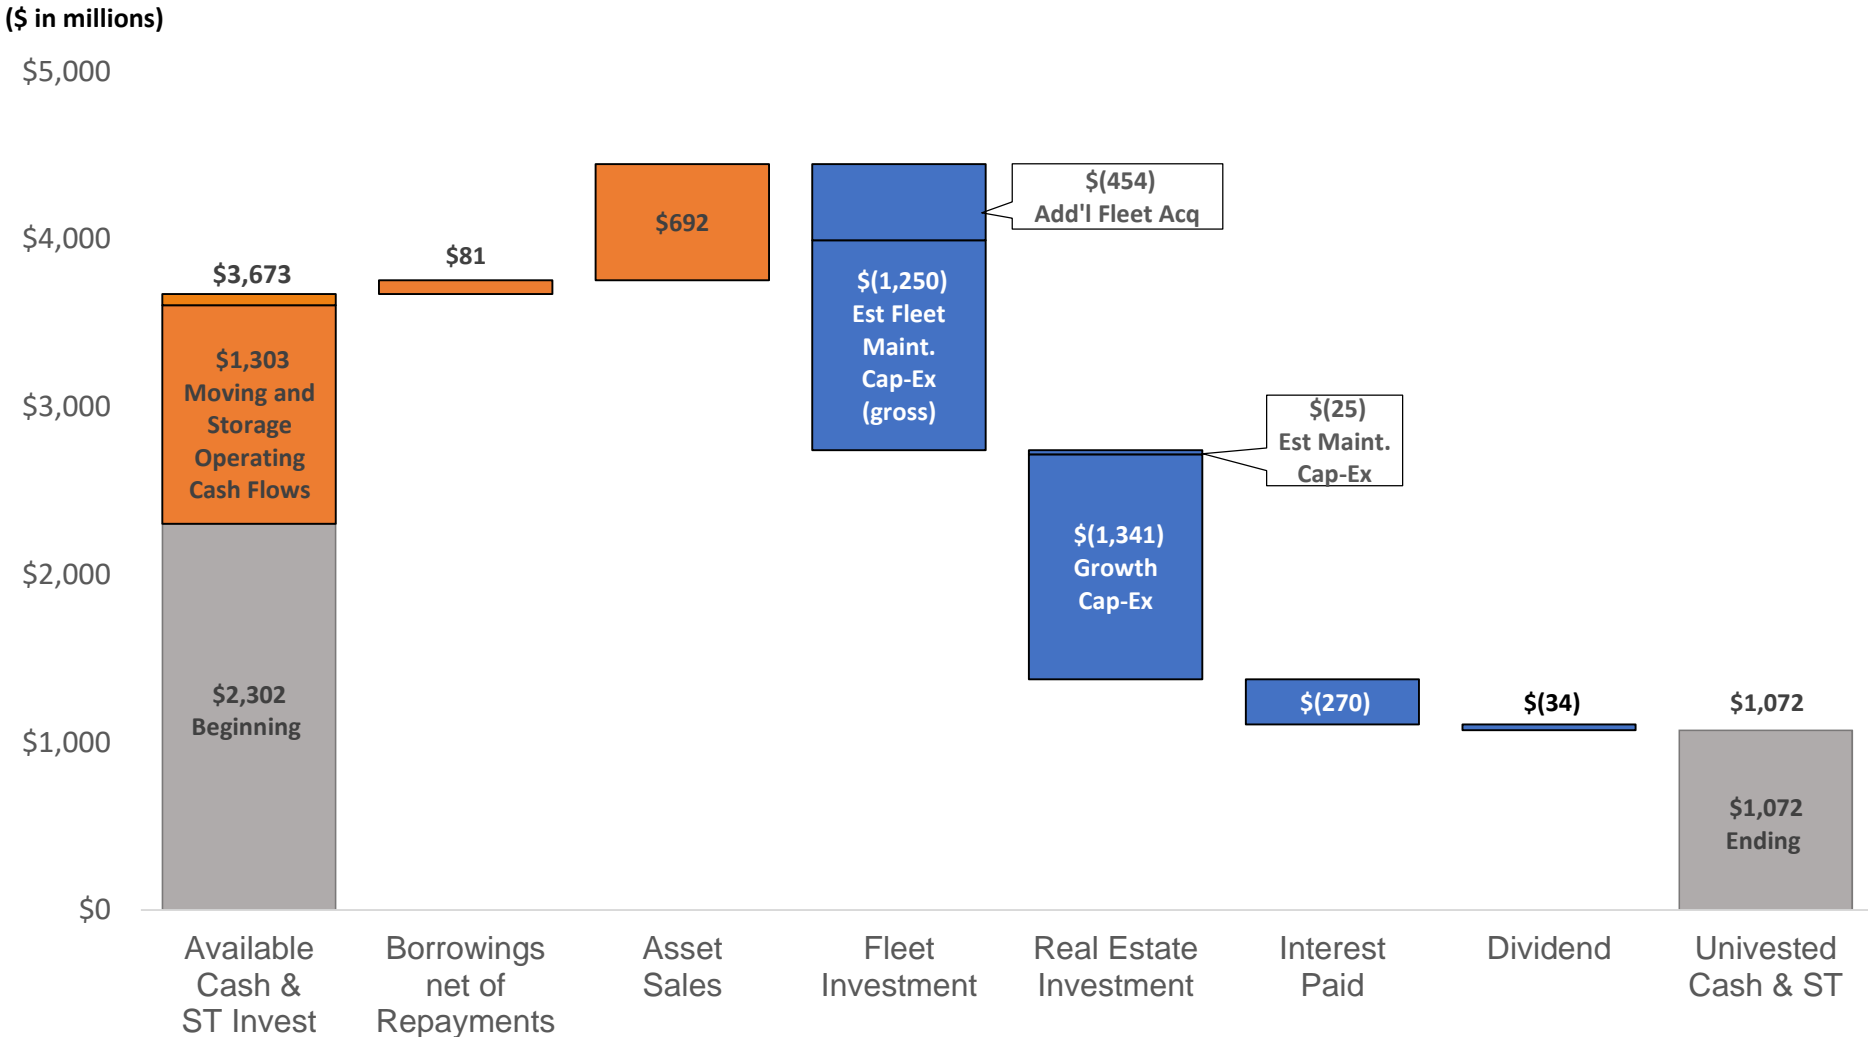 ($ in millions)
$5,000
$4,000
$3,000
$2,000
$1,000
$0
$3,673
$1,303
Moving and
Storage
Operating
Cash Flows
$2,302
Beginning
$81
$692
$(1,250)
Est Fleet
Maint.
Cap-Ex
(gross)
$(454)
Add'l Fleet Acq
$(1,341)
Growth
Cap-Ex
$(25)
Est Maint.
Cap-Ex
$(270)
$(34)
$1,072
$1,072
Ending
Available
Cash &
ST Invest
Borrowings
net of
Repayments
Asset
Sales
Fleet
Investment
Real Estate
Investment
Interest
Paid
Dividend
Univested
Cash & ST